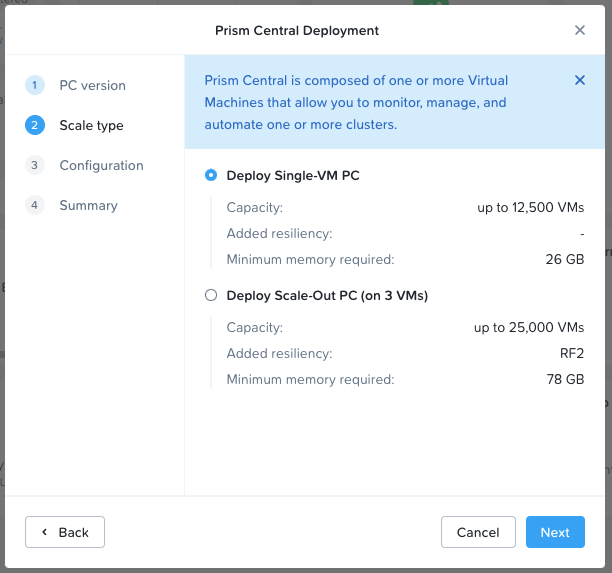 Prism Central Deployment
1 PC version
2 Scale type
3 Configuration
4 Summary
Prism Central is composed of one or more Virtual
Machines that allow you to monitor, manage, and
automate one or more clusters.
Deploy Single-VM PC
Capacity: up to 12,500 VMs
Added resiliency: -
Minimum memory required: 26 GB
Deploy Scale-Out PC (on 3 VMs)
Capacity: up to 25,000 VMs
Added resiliency: RF2
Minimum memory required: 78 GB
Back
Cancel
Next